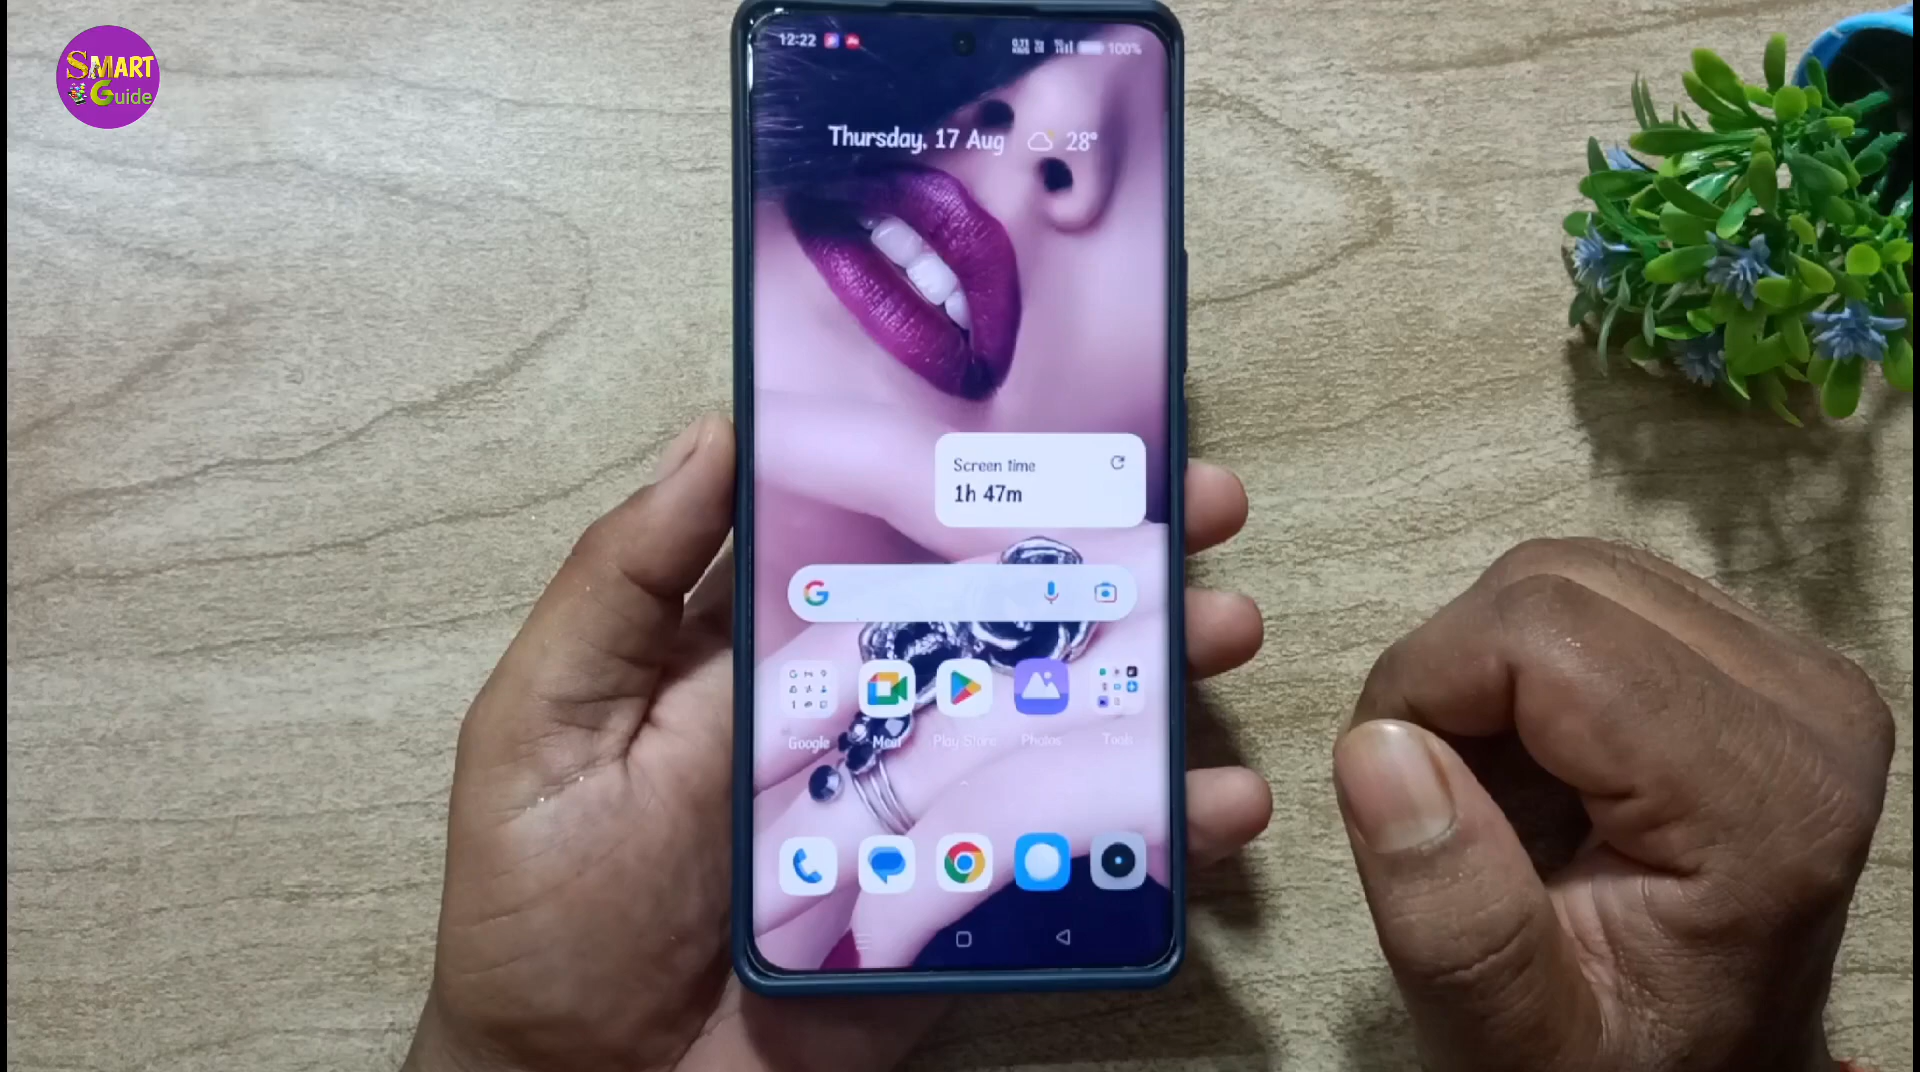 SMART
Guide
12:22
100%
Thursday, 17 Aug 28°
Screen time
1h 47m
Google Meet Play Store Photos Tools